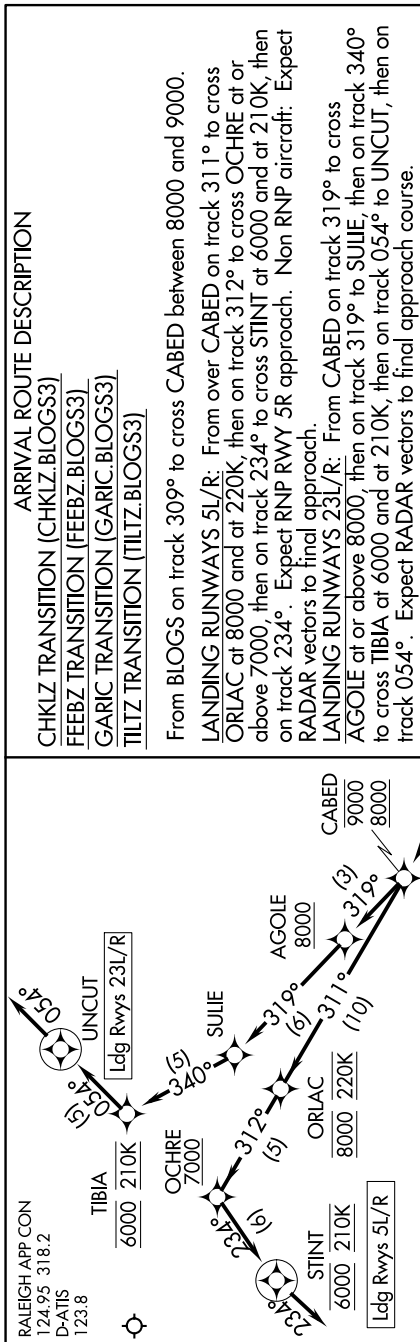 RALEIGH APP CON
124.95 318.2
D-ATIS
123.8
054°
UNCUT
Ldg Rwys 23L/R
054°
(5)
TIBIA
6000 210K
340°
(5)
SULIE
319°
(6)
AGOLE
8000
319°
(3)
CABED
9000
8000
311°
(10)
ORLAC
8000 220K
312°
(5)
OCHRE
7000
234°
(6)
STINT
6000 210K
Ldg Rwys 5L/R
234°
ARRIVAL ROUTE DESCRIPTION
CHKLZ TRANSITION (CHKLZ.BLOGS3)
FEEBZ TRANSITION (FEEBZ.BLOGS3)
GARIC TRANSITION (GARIC.BLOGS3)
TILTZ TRANSITION (TILTZ.BLOGS3)
From BLOGS on track 309° to cross CABED between 8000 and 9000.
LANDING RUNWAYS 5L/R: From over CABED on track 311° to cross
ORLAC at 8000 and at 220K, then on track 312° to cross OCHRE at or
above 7000, then on track 234° to cross STINT at 6000 and at 210K, then
on track 234°. Expect RNP RWY 5R approach. Non RNP aircraft: Expect
RADAR vectors to final approach.
LANDING RUNWAYS 23L/R: From CABED on track 319° to cross
AGOLE at or above 8000, then on track 319° to SULIE, then on track 340°
to cross TIBIA at 6000 and at 210K, then on track 054° to UNCUT, then on
track 054°. Expect RADAR vectors to final approach course.